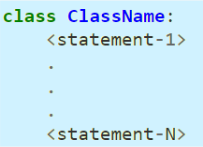 class ClassName:
    <statement-1>
    .
    .
    .
    <statement-N>